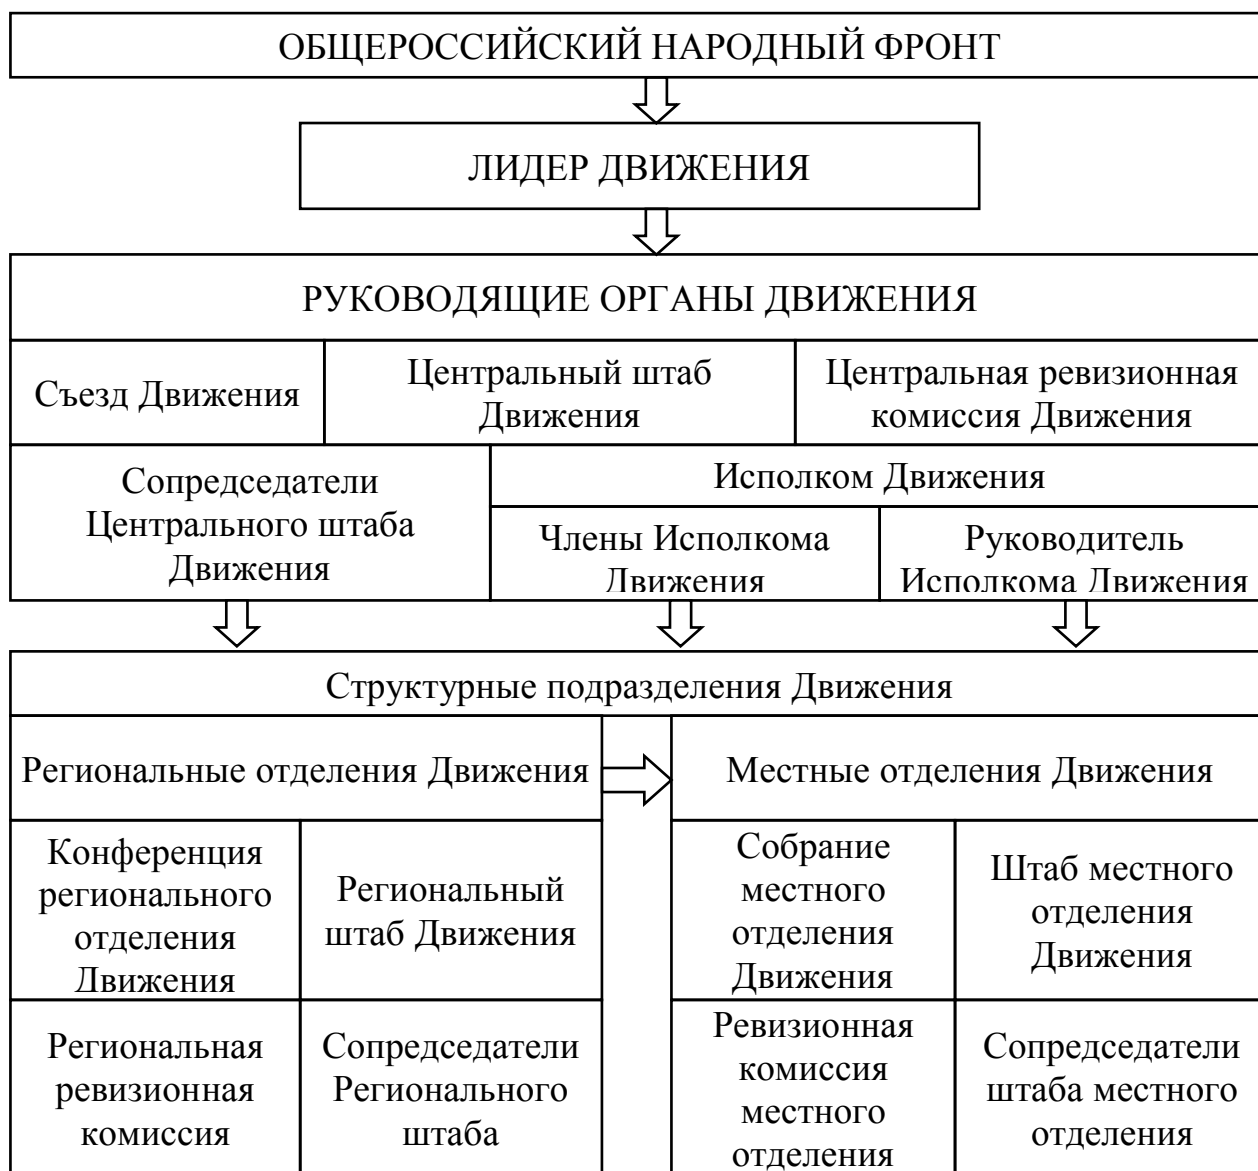 ОБЩЕРОССИЙСКИЙ НАРОДНЫЙ ФРОНТ
ЛИДЕР ДВИЖЕНИЯ
РУКОВОДЯЩИЕ ОРГАНЫ ДВИЖЕНИЯ
Съезд Движения
Центральный штаб
Движения
Центральная ревизионная
комиссия Движения
Сопредседатели
Центрального штаба
Движения
Исполком Движения
Члены Исполкома
Движения
Руководитель
Исполкома Движения
Структурные подразделения Движения
Региональные отделения Движения
Местные отделения Движения
Конференция
регионального
отделения
Движения
Региональный
штаб Движения
Собрание
местного
отделения
Движения
Штаб местного
отделения
Движения
Региональная
ревизионная
комиссия
Сопредседатели
Регионального
штаба
Ревизионная
комиссия
местного
отделения
Сопредседатели
штаба местного
отделения